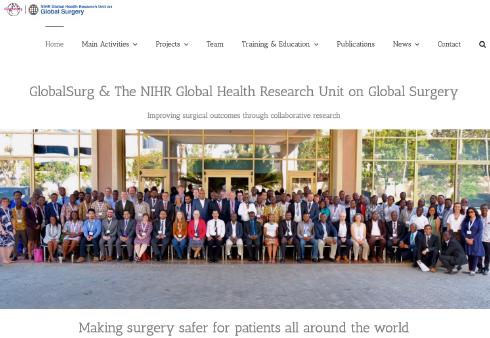 NIHR Global Health Research Unit on
Global Surgery
Home Main Activities Projects Team Training & Education Publications News Contact
GlobalSurg & The NIHR Global Health Research Unit on Global Surgery
Improving surgical outcomes through collaborative research
Making surgery safer for patients all around the world